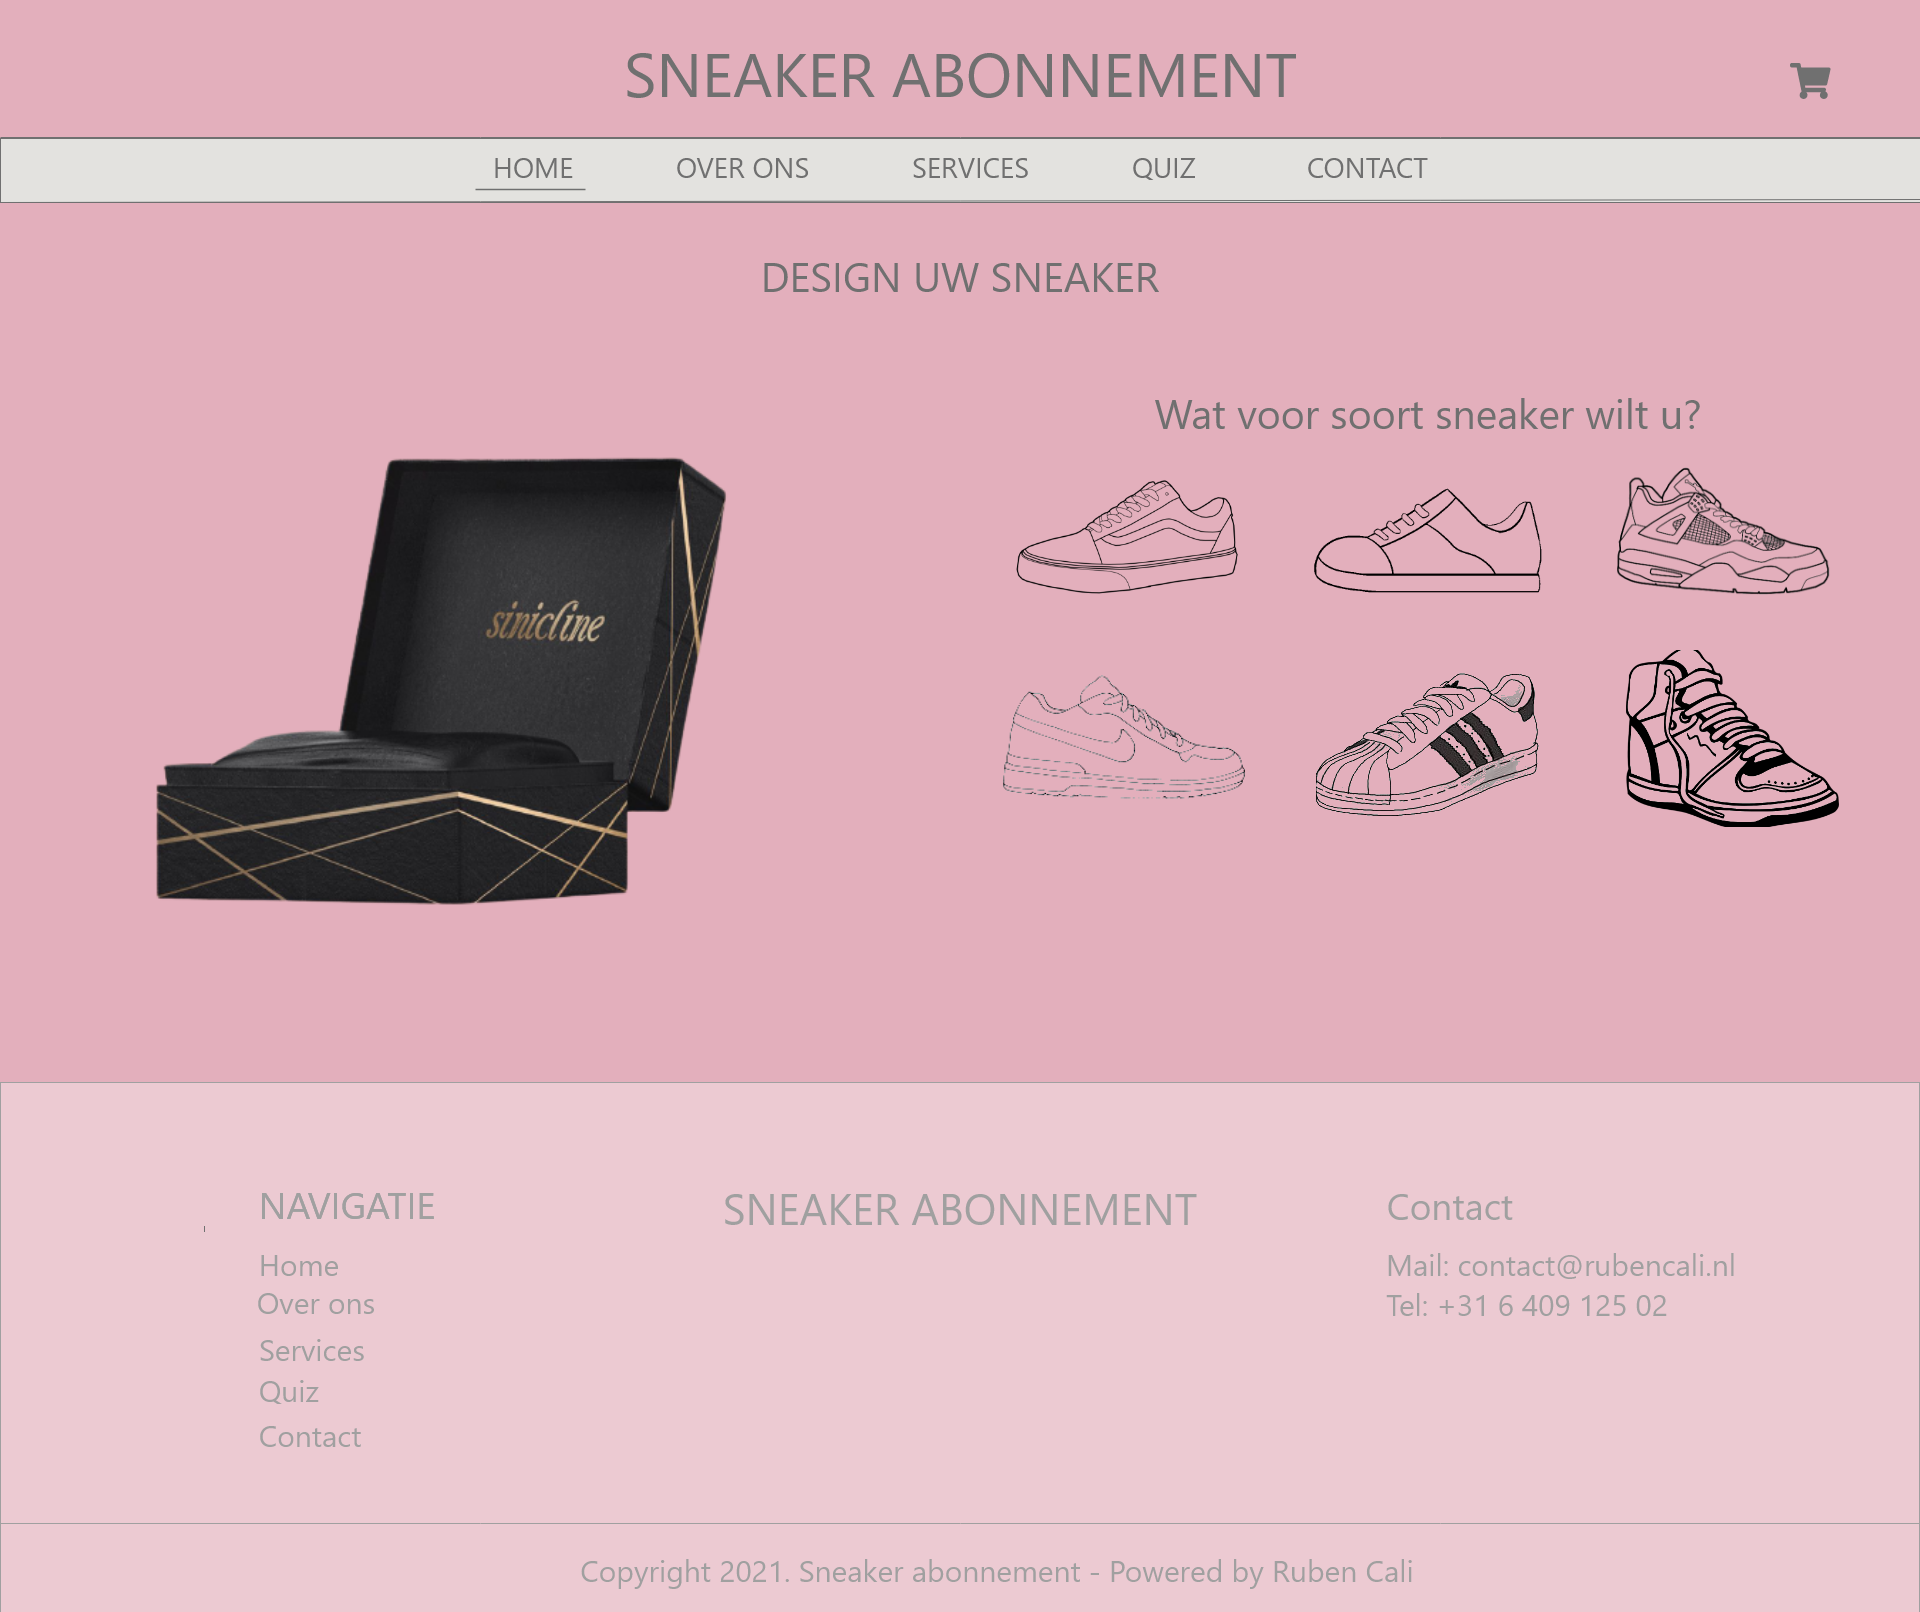 SNEAKER ABONNEMENT
HOME OVER ONS SERVICES QUIZ CONTACT
DESIGN UW SNEAKER
Wat voor soort sneaker wilt u?
sinicline
NAVIGATIE
Home
Over ons
Services
Quiz
Contact
SNEAKER ABONNEMENT
Contact
Mail: contact@rubencali.nl
Tel: +31 6 409 125 02
Copyright 2021. Sneaker abonnement - Powered by Ruben Cali